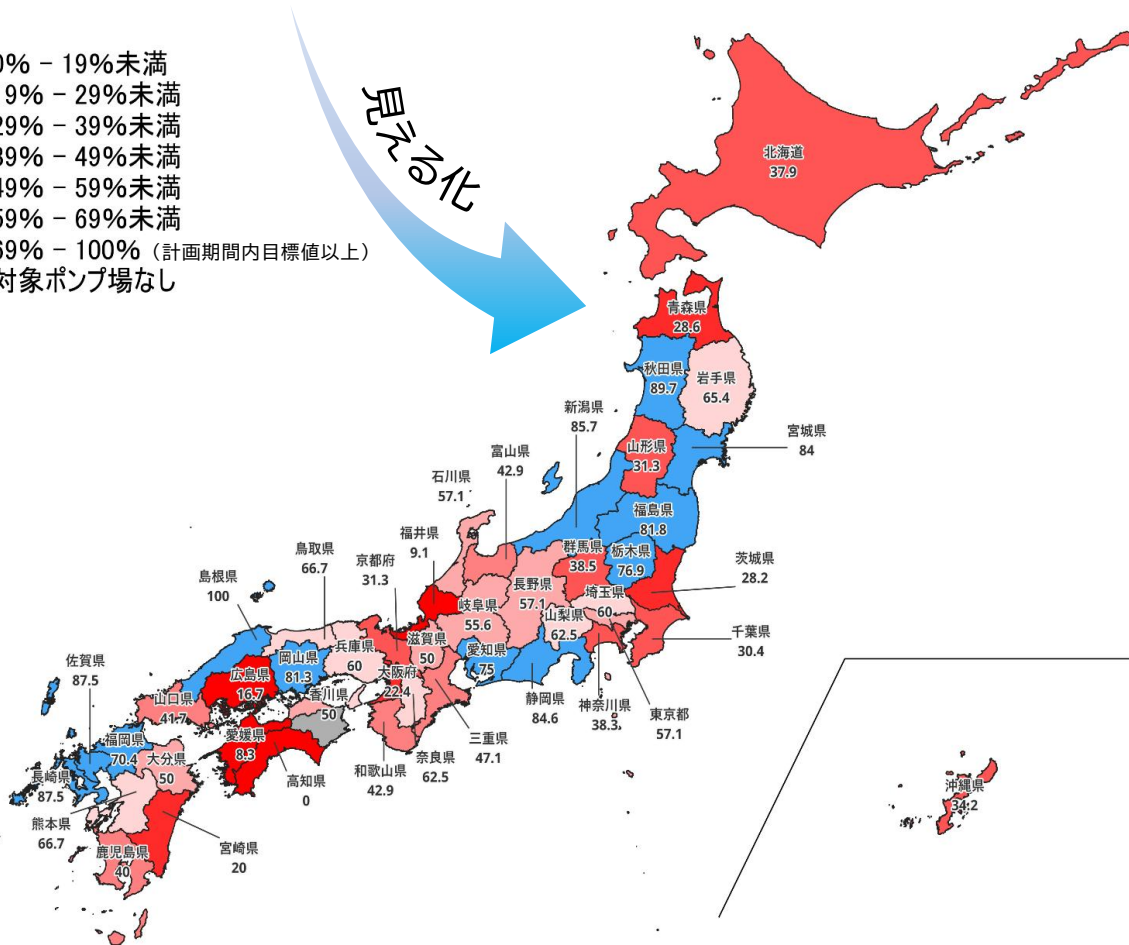 0% - 19%未満
9% - 29%未満
29% - 39%未満
39% - 49%未満
49% - 59%未満
59% - 69%未満
69% - 100%（計画期間内目標値以上）
対象ポンプ場なし
見える化
北海道
37.9
青森県
28.6
秋田県
89.7
岩手県
65.4
新潟県
85.7
宮城県
84
山形県
31.3
富山県
42.9
石川県
57.1
福島県
81.8
福井県
9.1
群馬県
38.5
栃木県
76.9
茨城県
28.2
鳥取県
66.7
京都府
31.3
島根県
100
長野県
57.1
埼玉県
60
岐阜県
55.6
山梨県
62.5
千葉県
30.4
滋賀県
50
兵庫県
60
愛知県
75
岡山県
81.3
佐賀県
87.5
広島県
16.7
大阪府
22.4
香川県
50
山口県
41.7
静岡県
84.6
神奈川県
38.3
東京都
57.1
愛媛県
8.3
福岡県
70.4
三重県
47.1
奈良県
62.5
和歌山県
42.9
高知県
0
大分県
50
長崎県
87.5
熊本県
66.7
宮崎県
20
鹿児島県
40
沖縄県
34.2